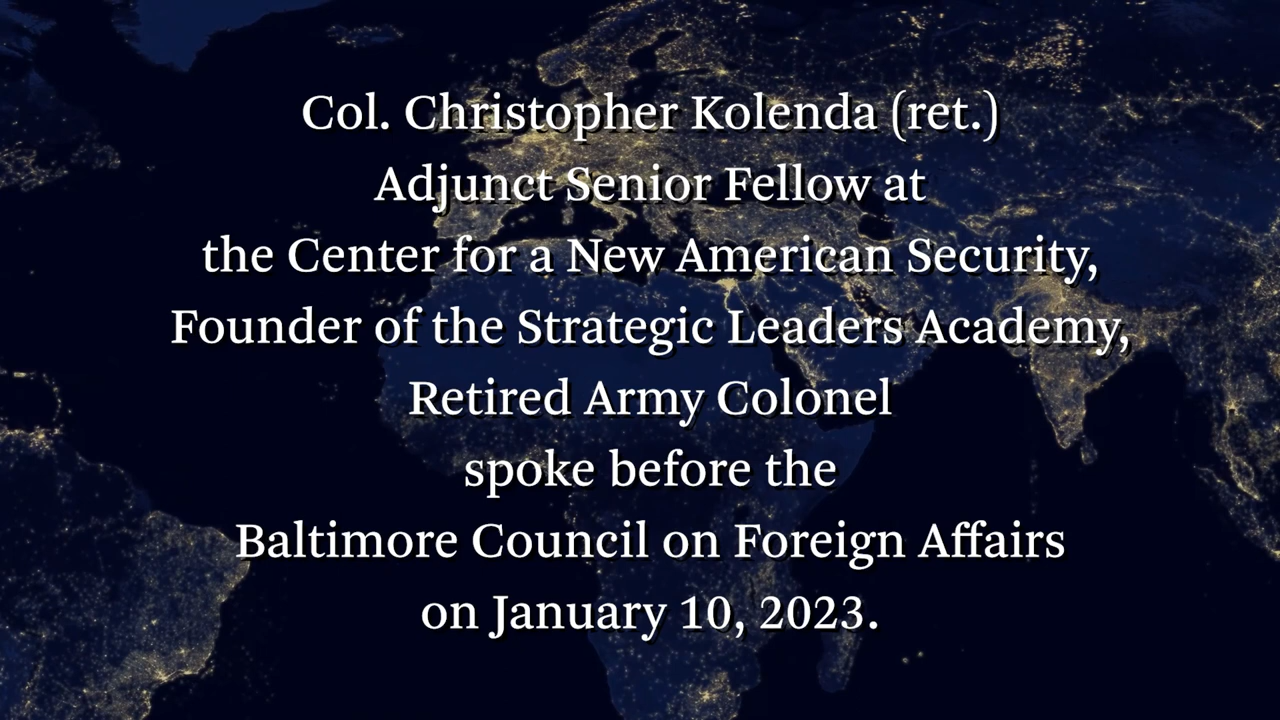 Col. Christopher Kolenda (ret.)
Adjunct Senior Fellow at
the Center for a New American Security,
Founder of the Strategic Leaders Academy,
Retired Army Colonel
spoke before the
Baltimore Council on Foreign Affairs
on January 10, 2023.